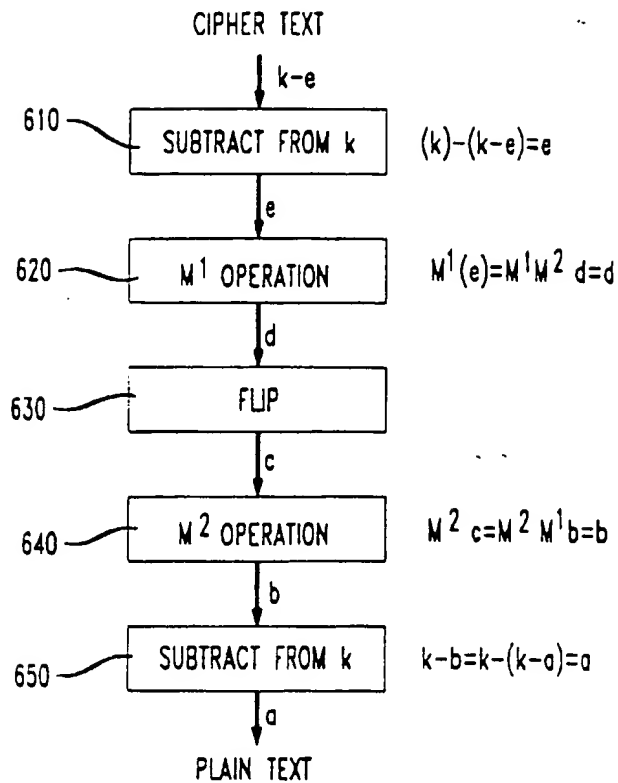 CIPHER TEXT
k-e
610
SUBTRACT FROM k
(k)-(k-e)=e
e
620
M¹ OPERATION
M¹(e)=M¹M² d=d
d
630
FLIP
c
640
M² OPERATION
M² c=M² M¹b=b
b
650
SUBTRACT FROM k
k-b=k-(k-a)=a
a
PLAIN TEXT